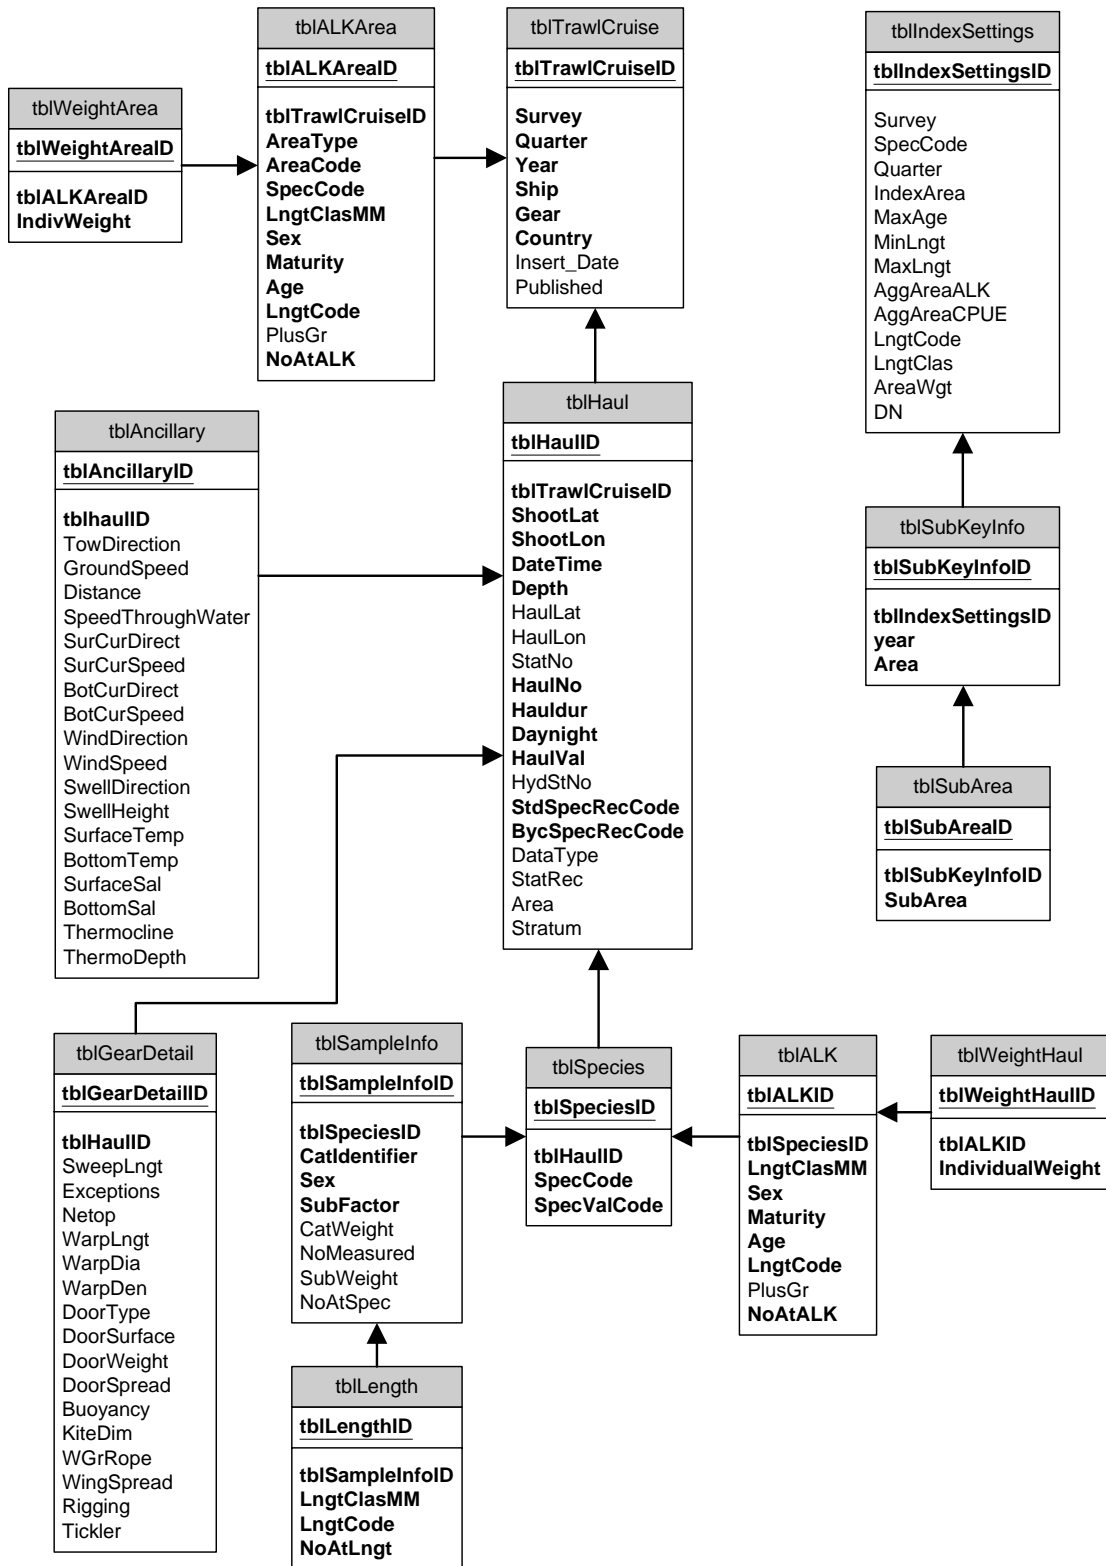 tblALKArea
tblALKAreaID
tblTrawlCruiseID
AreaType
AreaCode
SpecCode
LngtClasMM
Sex
Maturity
Age
LngtCode
PlusGr
NoAtALK
tblTrawlCruise
tblTrawlCruiseID
Survey
Quarter
Year
Ship
Gear
Country
Insert_Date
Published
tblIndexSettings
tblIndexSettingsID
Survey
SpecCode
Quarter
IndexArea
MaxAge
MinLngt
MaxLngt
AggAreaALK
AggAreaCPUE
LngtCode
LngtClas
AreaWgt
DN
tblWeightArea
tblWeightAreaID
tblALKAreaID
IndivWeight
tblAncillary
tblAncillaryID
tblhaulID
TowDirection
GroundSpeed
Distance
SpeedThroughWater
SurCurDirect
SurCurSpeed
BotCurDirect
BotCurSpeed
WindDirection
WindSpeed
SwellDirection
SwellHeight
SurfaceTemp
BottomTemp
SurfaceSal
BottomSal
Thermocline
ThermoDepth
tblHaul
tblHaulID
tblTrawlCruiseID
ShootLat
ShootLon
DateTime
Depth
HaulLat
HaulLon
StatNo
HaulNo
Hauldur
Daynight
HaulVal
HydStNo
StdSpecRecCode
BycSpecRecCode
DataType
StatRec
Area
Stratum
tblSubKeyInfo
tblSubKeyInfoID
tblIndexSettingsID
year
Area
tblSubArea
tblSubAreaID
tblSubKeyInfoID
SubArea
tblGearDetail
tblGearDetailID
tblHaulID
SweepLngt
Exceptions
Netop
WarpLngt
WarpDia
WarpDen
DoorType
DoorSurface
DoorWeight
DoorSpread
Buoyancy
KiteDim
WGrRope
WingSpread
Rigging
Tickler
tblSampleInfo
tblSampleInfoID
tblSpeciesID
CatIdentifier
Sex
SubFactor
CatWeight
NoMeasured
SubWeight
NoAtSpec
tblSpecies
tblSpeciesID
tblHaulID
SpecCode
SpecValCode
tblALK
tblALKID
tblSpeciesID
LngtClasMM
Sex
Maturity
Age
LngtCode
PlusGr
NoAtALK
tblWeightHaul
tblWeightHaulID
tblALKID
IndividualWeight
tblLength
tblLengthID
tblSampleInfoID
LngtClasMM
LngtCode
NoAtLngt